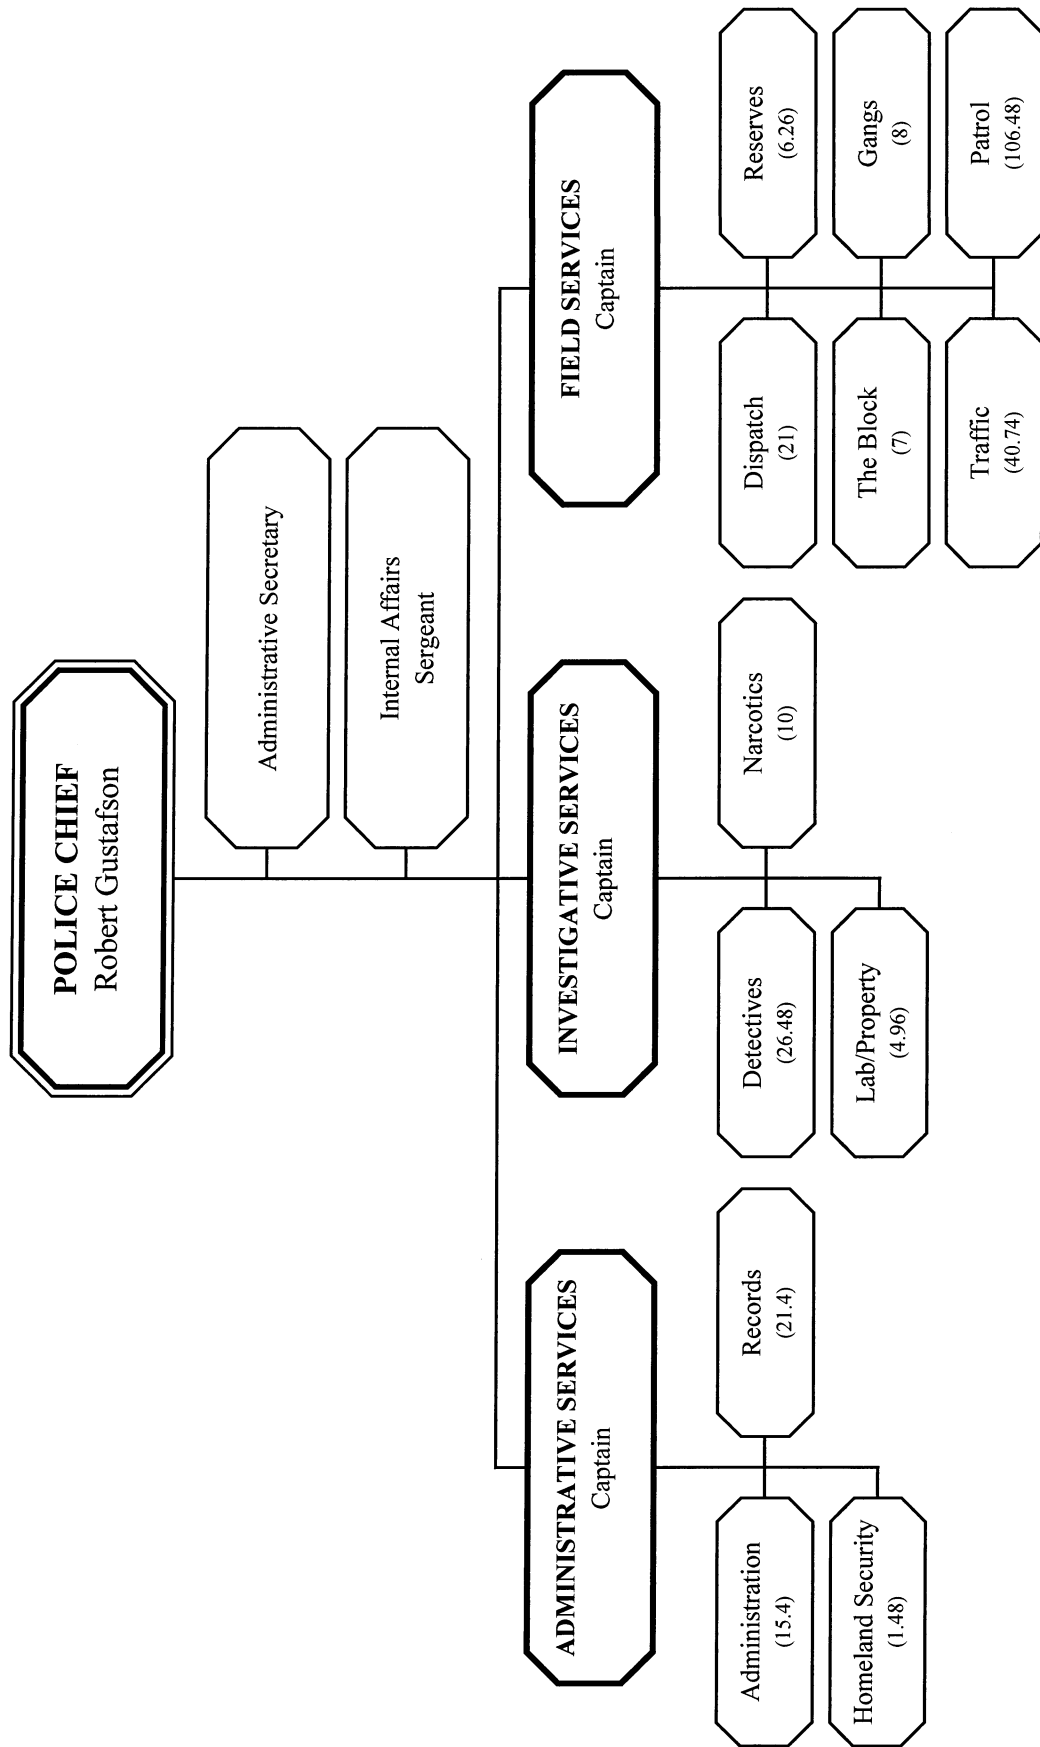 POLICE CHIEF
Robert Gustafson
Administrative Secretary
Internal Affairs
Sergeant
ADMINISTRATIVE SERVICES
Captain
INVESTIGATIVE SERVICES
Captain
FIELD SERVICES
Captain
Administration
(15.4)
Records
(21.4)
Homeland Security
(1.48)
Detectives
(26.48)
Narcotics
(10)
Lab/Property
(4.96)
Dispatch
(21)
Reserves
(6.26)
The Block
(7)
Gangs
(8)
Traffic
(40.74)
Patrol
(106.48)